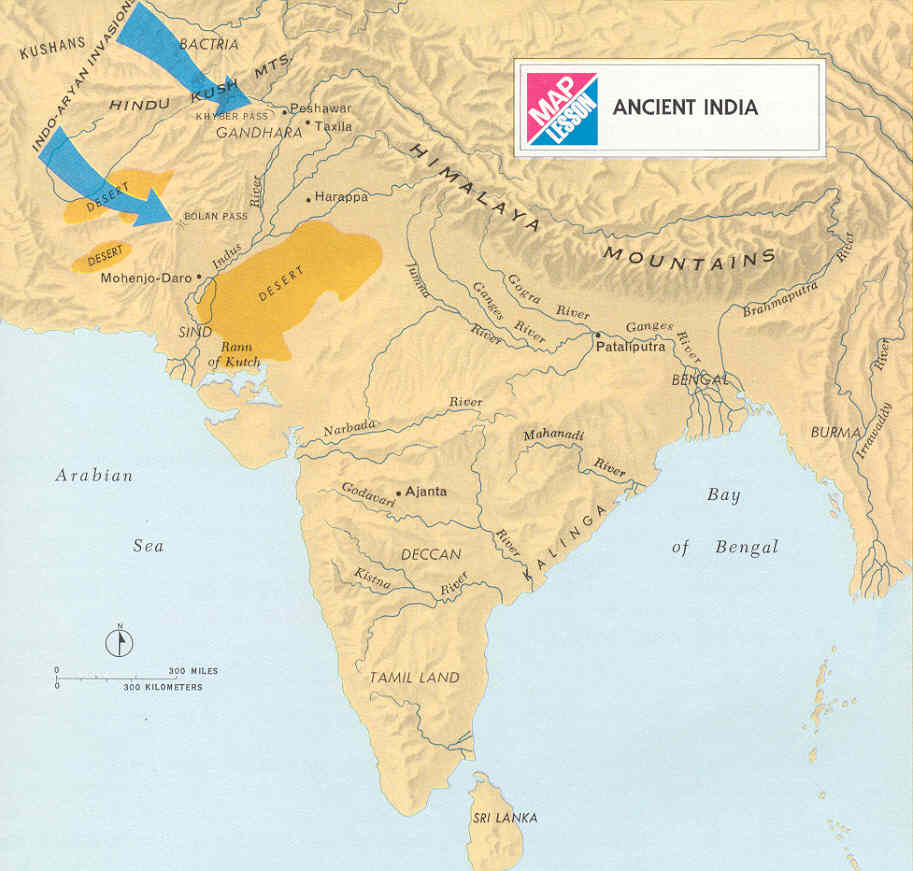 MAP
LESSON
ANCIENT INDIA
KUSHANS
BACTRIA
INDO-ARYAN INVASIONS
HINDU KUSH MTS.
KHYBER PASS
Peshawar
GANDHARA
Taxila
HIMALAYA
MOUNTAINS
DESERT
River
Harappa
BOLAN PASS
DESERT
Indus
Mohenjo-Daro
DESERT
SIND
Rann
of Kutch
Jumna
River
Ganges
River
Gogra
River
Ganges
River
Pataliputra
Brahmaputra
River
BENGAL
BURMA
Irrawaddy
River
Narbada
River
Mahanadi
River
Arabian
Sea
Godavari
River
Ajanta
Bay
of Bengal
KALINGA
DECCAN
Kistna
River
N
0
300 MILES
0
300 KILOMETERS
TAMIL LAND
SRI LANKA